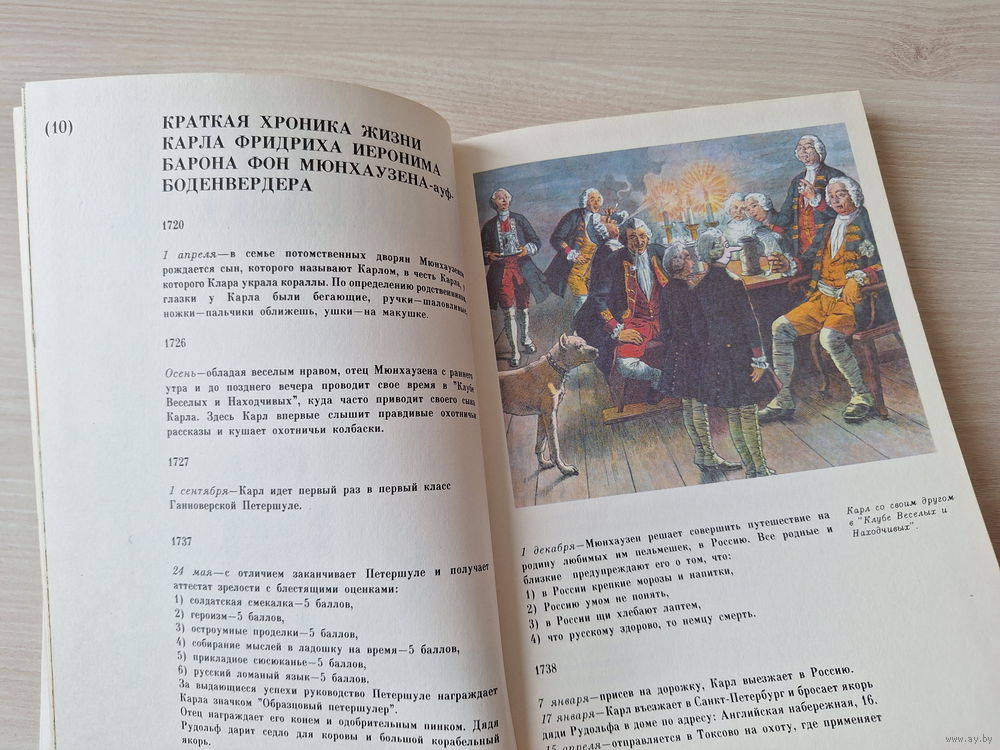 (10)
КРАТКАЯ ХРОНИКА ЖИЗНИ
КАРЛА ФРИДРИХА ИЕРОНИМА
БАРОНА ФОН МЮНХАУЗЕНА-ауф-
БОДЕНВЕРДЕРА
1720
1 апреля—в семье потомственных дворян Мюнхаузена
рождается сын, которого называют Карлом, в честь Карла, у
которого Клара украла кораллы. По определению родственников,
глазки у Карла были бегающие, ручки—шаловливые,
ножки—пальчики оближешь, ушки—на макушке.
1726
Осень—обладая веселым нравом, отец Мюнхаузена с раннего
утра и до позднего вечера проводит свое время в "Клубе
Веселых и Находчивых", куда часто приводит своего сына
Карла. Здесь Карл впервые слышит правдивые охотничьи
рассказы и кушает охотничьи колбаски.
1727
1 сентября—Карл идет первый раз в первый класс
Ганноверской Петершуле.
1737
24 мая—с отличием заканчивает Петершуле и получает
аттестат зрелости с блестящими оценками:
1) солдатская смекалка—5 баллов,
2) героизм—5 баллов,
3) остроумные проделки—5 баллов,
4) собирание мыслей в ладошку на время—5 баллов,
5) прикладное сюсюканье—5 баллов,
6) русский ломаный язык—5 баллов.
За выдающиеся успехи руководство Петершуле награждает
Карла значком "Образцовый петершулер".
Отец награждает его конем и одобрительным пинком. Дядя
Рудольф дарит седло для коровы и большой корабельный
якорь.
Карл со своим другом
в "Клубе Веселых и
Находчивых".
1 декабря—Мюнхаузен решает совершить путешествие на
родину любимых им пельмешек, в Россию. Все родные и
близкие предупреждают его о том, что:
1) в России крепкие морозы и напитки,
2) Россию умом не понять,
3) в России щи хлебают лаптем,
4) что русскому здорово, то немцу смерть.
1738
7 января—присев на дорожку, Карл выезжает в Россию.
17 января—Карл въезжает в Санкт-Петербург и бросает якорь
дяди Рудольфа в доме по адресу: Английская набережная, 16.
15 апреля—отправляется в Токсово на охоту, где применяет
www.ay.by